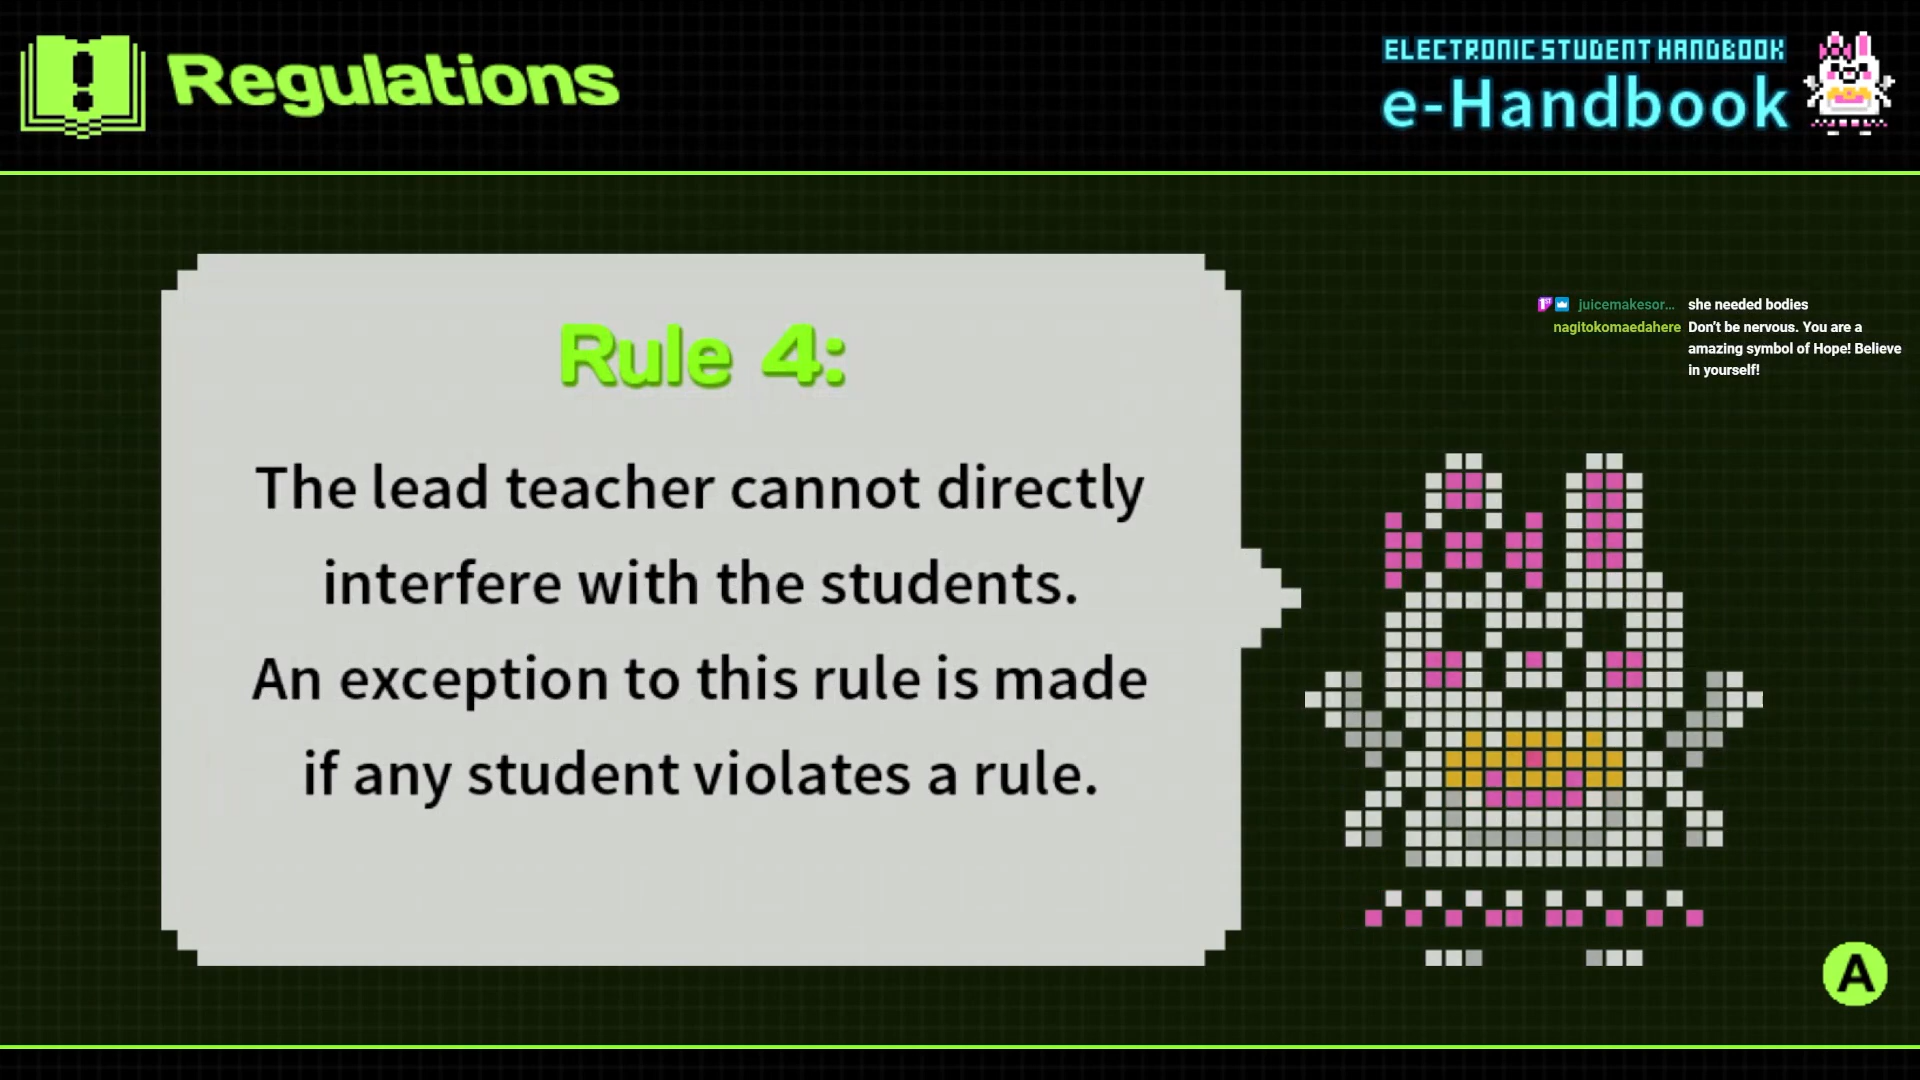 Regulations
ELECTRONIC STUDENT HANDBOOK
e-Handbook
Rule 4:
The lead teacher cannot directly
interfere with the students.
An exception to this rule is made
if any student violates a rule.
juicemakesor... she needed bodies
nagitokomaedahere Don't be nervous. You are a
amazing symbol of Hope! Believe
in yourself!
A